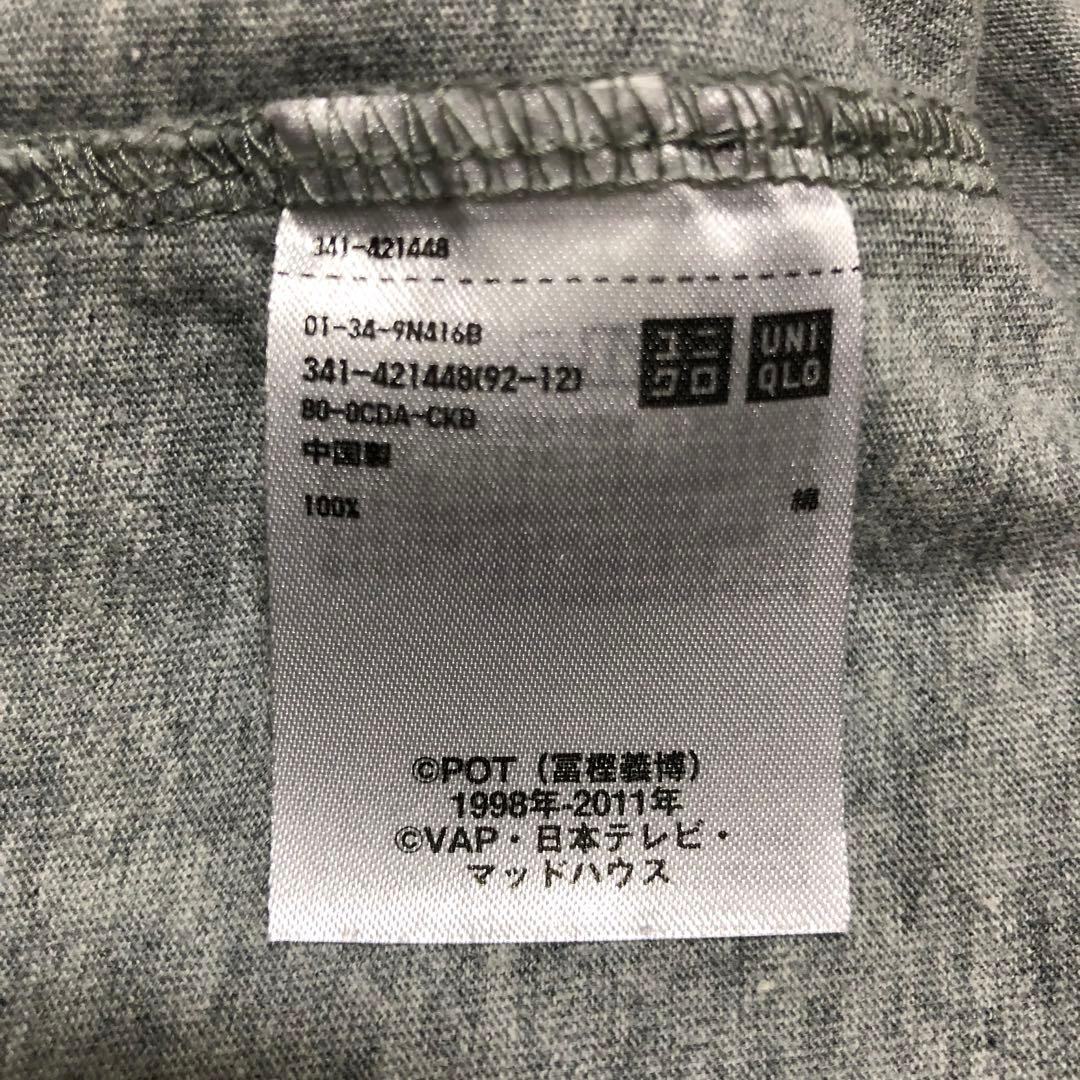 341-421448
01-34-9N416B
341-421448(92-12)
80-0CDA-CKB
中国製
ユニ
クロ
UNI
QLO
100% 綿
©POT（冨樫義博）
1998年-2011年
©VAP・日本テレビ・
マッドハウス